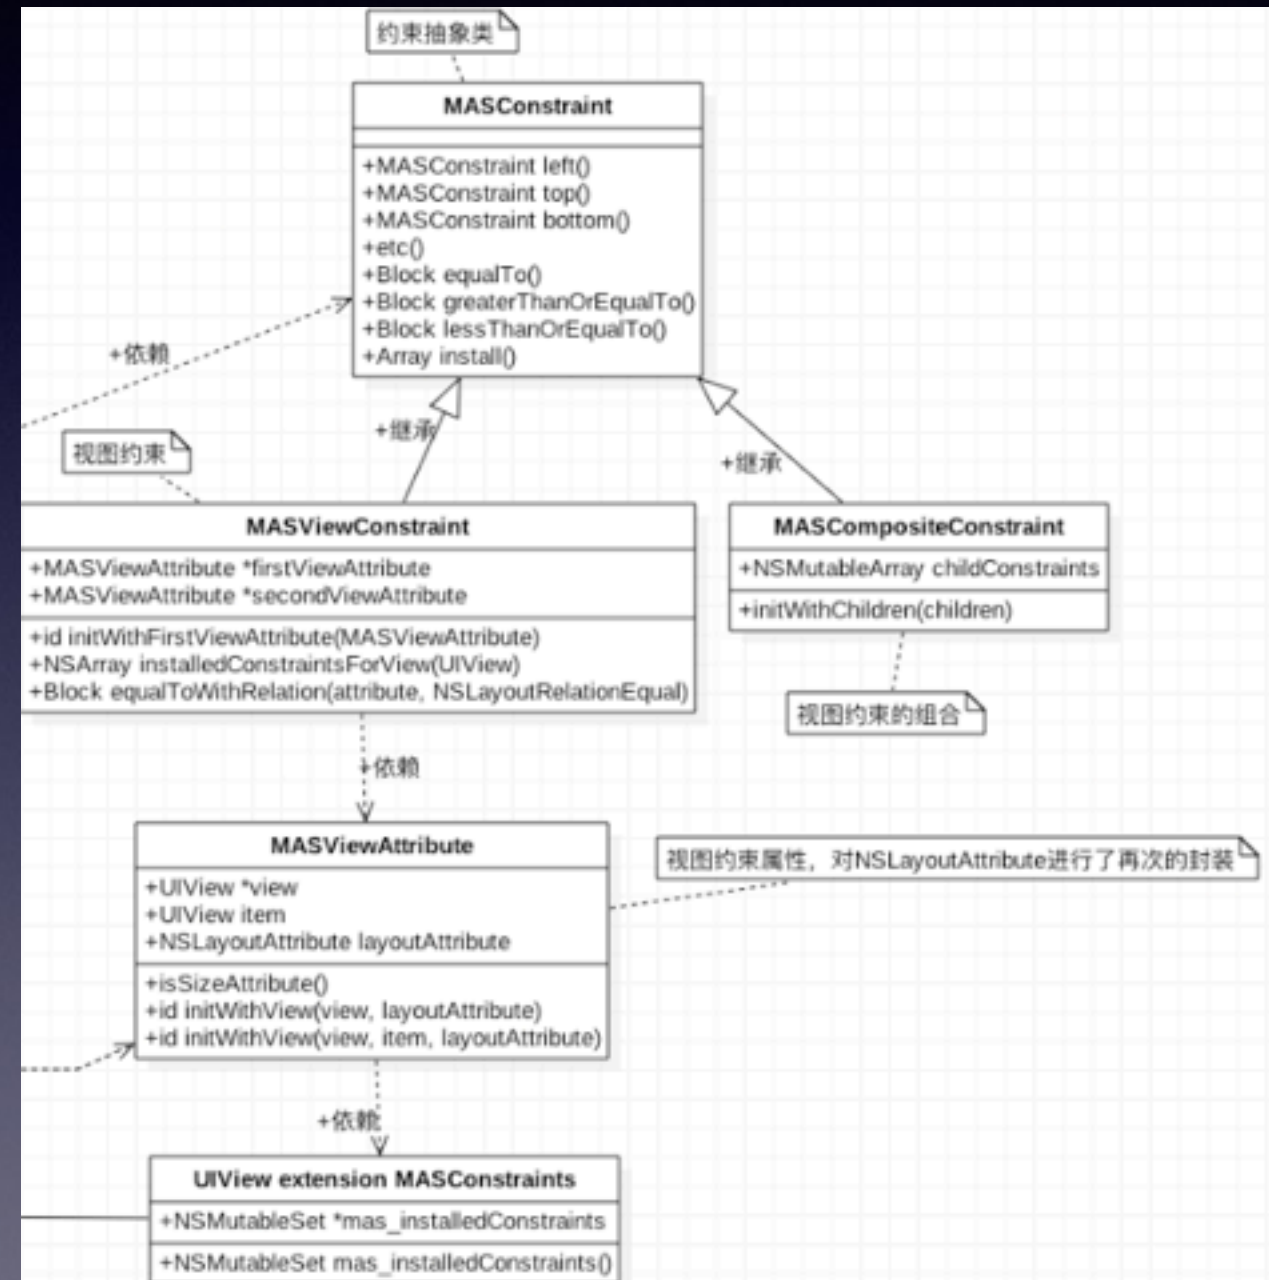 约束抽象类
MASConstraint
+MASConstraint left()
+MASConstraint top()
+MASConstraint bottom()
+etc()
+Block equalTo()
+Block greaterThanOrEqualTo()
+Block lessThanOrEqualTo()
+Array install()
+依赖
+继承
+继承
视图约束
MASViewConstraint
+MASViewAttribute *firstViewAttribute
+MASViewAttribute *secondViewAttribute
+id initWithFirstViewAttribute(MASViewAttribute)
+NSArray installedConstraintsForView(UIView)
+Block equalToWithRelation(attribute, NSLayoutRelationEqual)
MASCompositeConstraint
+NSMutableArray childConstraints
+initWithChildren(children)
视图约束的组合
+依赖
MASViewAttribute
+UIView *view
+UIView item
+NSLayoutAttribute layoutAttribute
+isSizeAttribute()
+id initWithView(view, layoutAttribute)
+id initWithView(view, item, layoutAttribute)
视图约束属性，对NSLayoutAttribute进行了再次的封装
+依赖
UIView extension MASConstraints
+NSMutableSet *mas_installedConstraints
+NSMutableSet mas_installedConstraints()